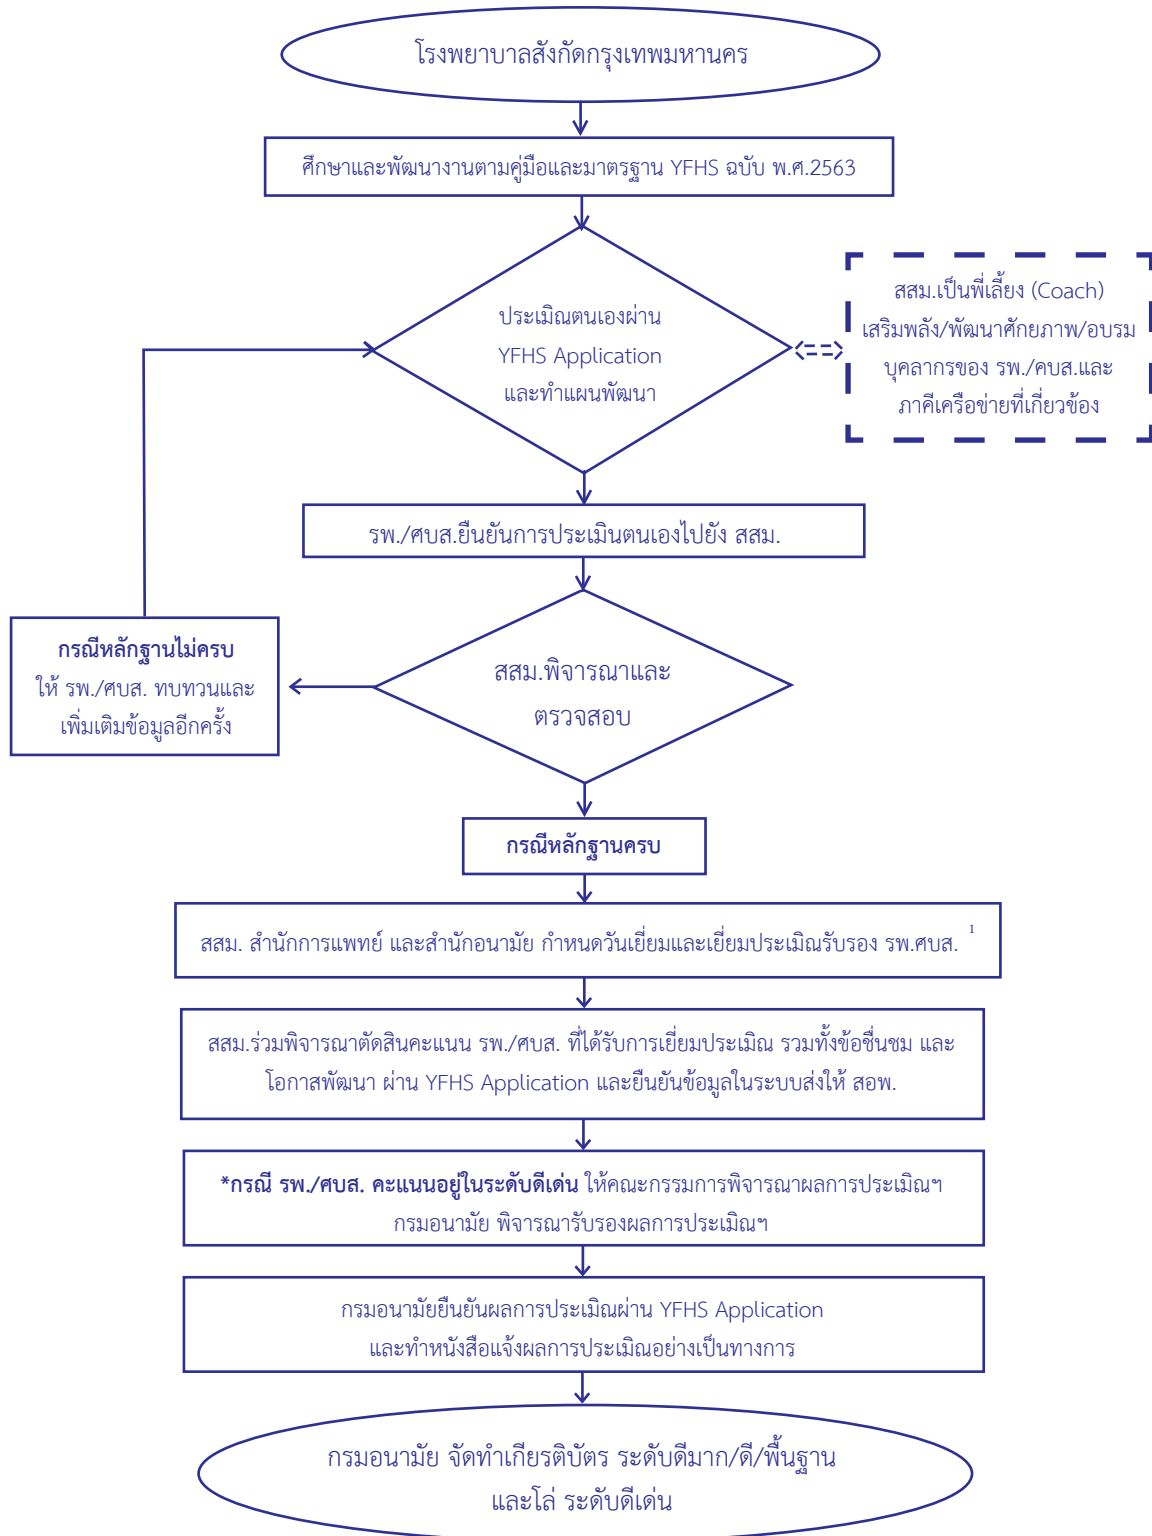 โรงพยาบาลสังกัดกรุงเทพมหานคร
ศึกษาและพัฒนางานตามคู่มือและมาตรฐาน YFHS ฉบับ พ.ศ.2563
ประเมิณตนเองผ่าน
YFHS Application
และทำแผนพัฒนา
สสม.เป็นพี่เลี้ยง (Coach)
เสริมพลัง/พัฒนาศักยภาพ/อบรม
บุคลากรของ รพ./คบส.และ
ภาคีเครือข่ายที่เกี่ยวข้อง
รพ./ศบส.ยืนยันการประเมินตนเองไปยัง สสม.
กรณีหลักฐานไม่ครบ
ให้ รพ./ศบส. ทบทวนและ
เพิ่มเติมข้อมูลอีกครั้ง
สสม.พิจารณาและ
ตรวจสอบ
กรณีหลักฐานครบ
สสม. สำนักการแพทย์ และสำนักอนามัย กำหนดวันเยี่ยมและเยี่ยมประเมิณรับรอง รพ.ศบส. 1
สสม.ร่วมพิจารณาตัดสินคะแนน รพ./ศบส. ที่ได้รับการเยี่ยมประเมิณ รวมทั้งข้อชื่นชม และ
โอกาสพัฒนา ผ่าน YFHS Application และยืนยันข้อมูลในระบบส่งให้ สอพ.
*กรณี รพ./ศบส. คะแนนอยู่ในระดับดีเด่น ให้คณะกรรมการพิจารณาผลการประเมิณฯ
กรมอนามัย พิจารณารับรองผลการประเมิณฯ
กรมอนามัยยืนยันผลการประเมิณผ่าน YFHS Application
และทำหนังสือแจ้งผลการประเมิณอย่างเป็นทางการ
กรมอนามัย จัดทำเกียรติบัตร ระดับดีมาก/ดี/พื้นฐาน
และโล่ ระดับดีเด่น